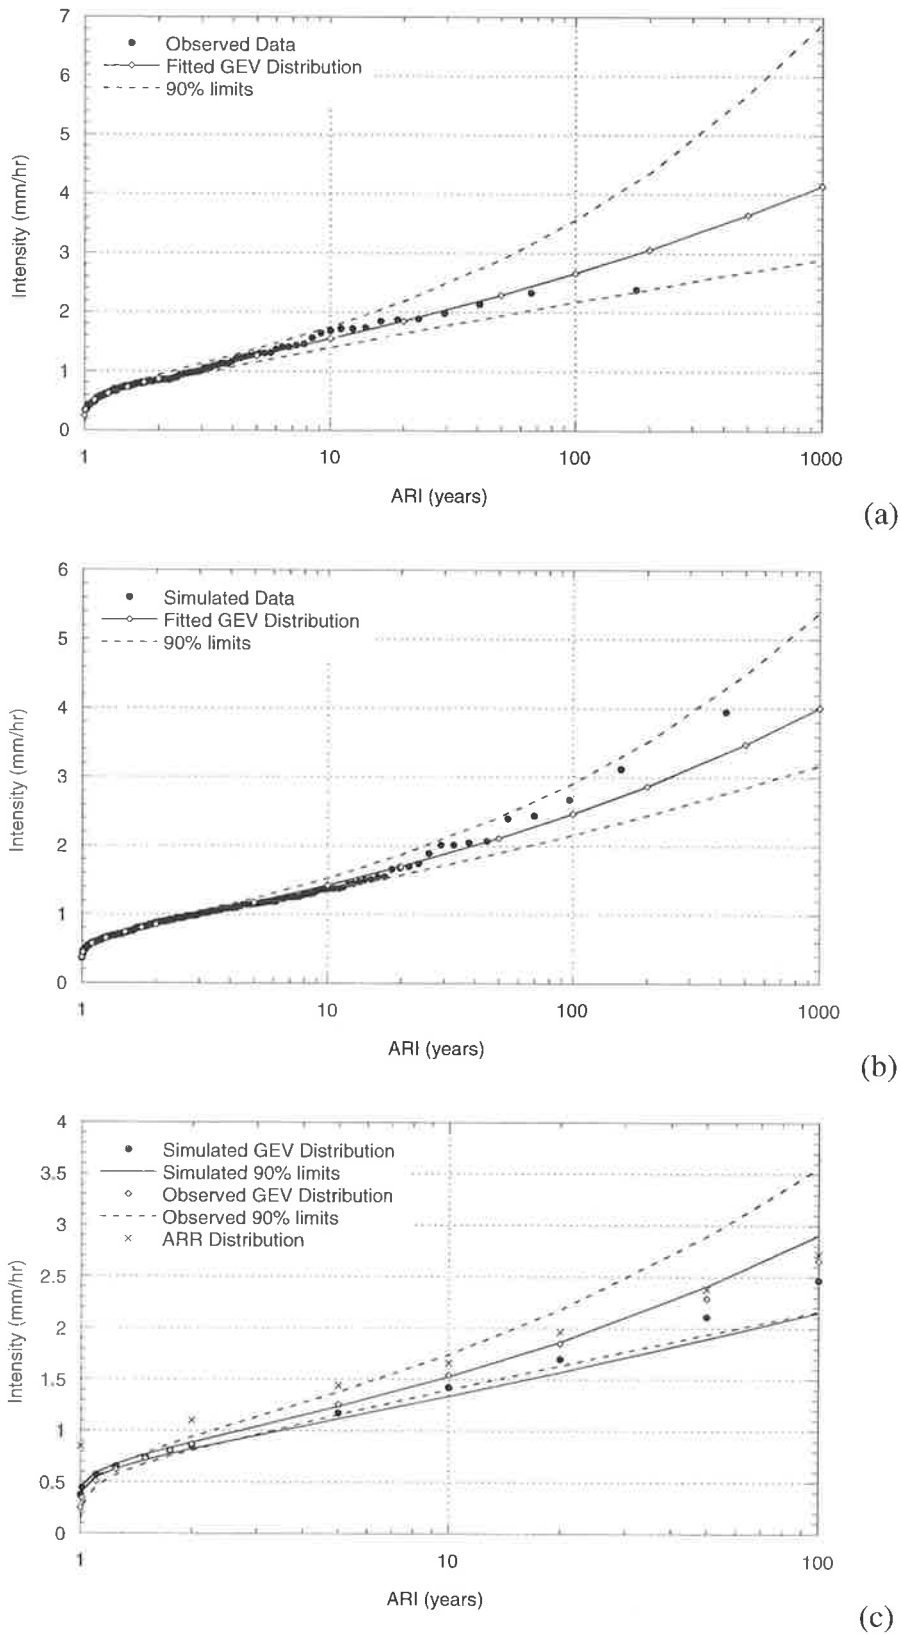 7
6
5
4
3
2
1
0
Intensity (mm/hr)
Observed Data
Fitted GEV Distribution
90% limits
1 10 100 1000
ARI (years)
(a)
6
5
4
3
2
1
0
Intensity (mm/hr)
Simulated Data
Fitted GEV Distribution
90% limits
1 10 100 1000
ARI (years)
(b)
4
3.5
3
2.5
2
1.5
1
0.5
0
Intensity (mm/hr)
Simulated GEV Distribution
Simulated 90% limits
Observed GEV Distribution
Observed 90% limits
ARR Distribution
1 10 100
ARI (years)
(c)